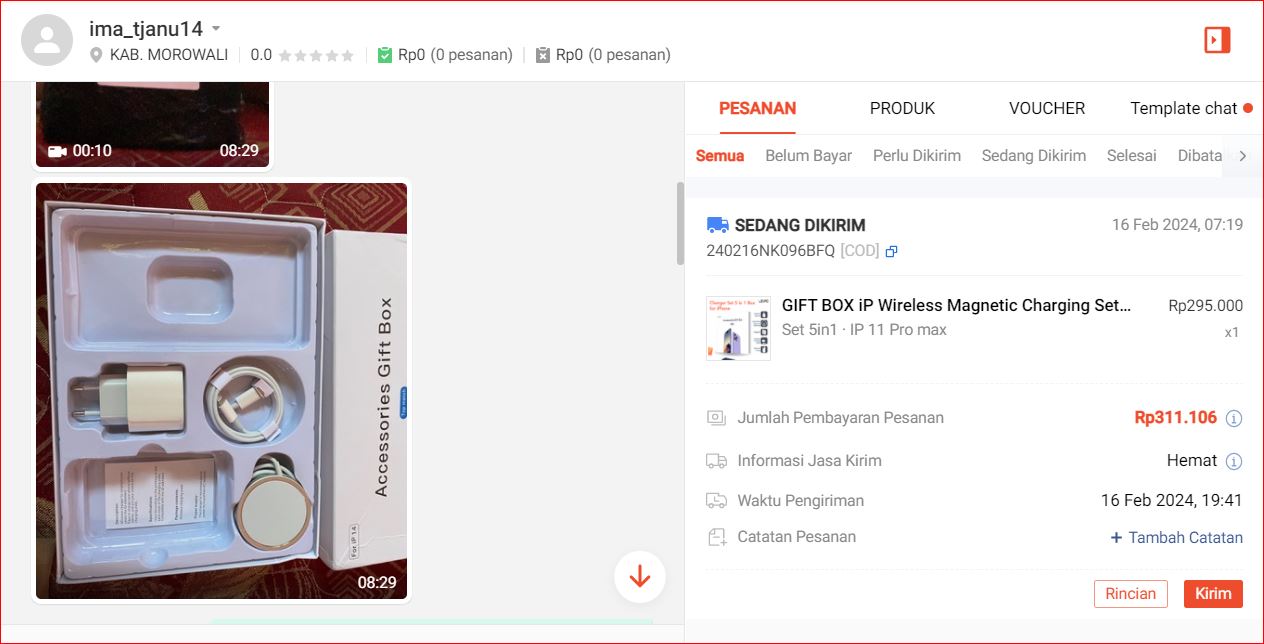 ima_tjanu14
KAB. MOROWALI
0.0
Rp0 (0 pesanan)
Rp0 (0 pesanan)
00:10
08:29
Accessories Gift Box
For iP 14
08:29
PESANAN
PRODUK
VOUCHER
Template chat
Semua
Belum Bayar
Perlu Dikirim
Sedang Dikirim
Selesai
Dibata
SEDANG DIKIRIM
16 Feb 2024, 07:19
240216NK096BFQ [COD]
GIFT BOX iP Wireless Magnetic Charging Set...
Rp295.000
Set 5in1 · IP 11 Pro max
x1
Jumlah Pembayaran Pesanan
Rp311.106
Informasi Jasa Kirim
Hemat
Waktu Pengiriman
16 Feb 2024, 19:41
Catatan Pesanan
+ Tambah Catatan
Rincian
Kirim